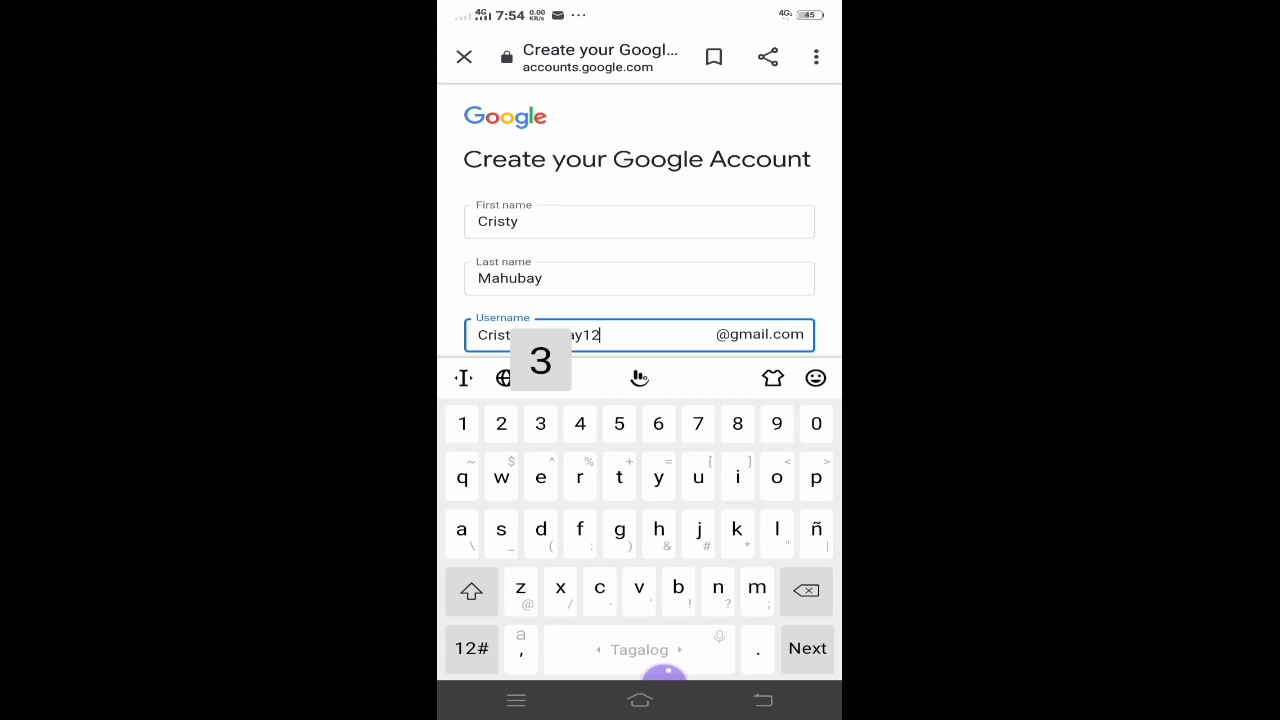 4G 7:54 0.00 KB/s ... 4G 45
Create your Googl...
accounts.google.com
Google
Create your Google Account
First name
Cristy
Last name
Mahubay
Username
Crist ay12 @gmail.com
3
1 2 3 4 5 6 7 8 9 0
~ $ ^ % + = [ ] < >
q w e r t y u i o p
a s d f g h j k l ñ
\ _ ( : ) & # * " |
z x c v b n m
@ / - ' ! ? ;
12# a , Tagalog . Next